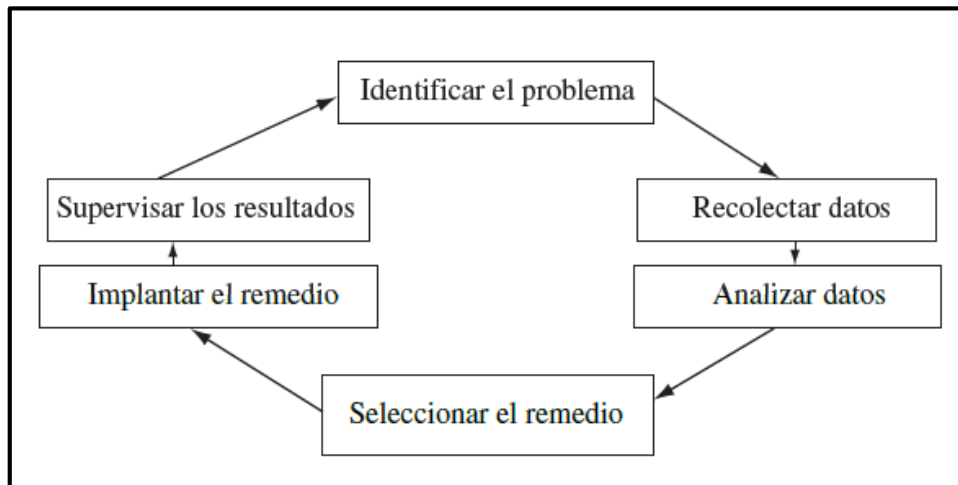 Identificar el problema
Recolectar datos
Analizar datos
Seleccionar el remedio
Implantar el remedio
Supervisar los resultados